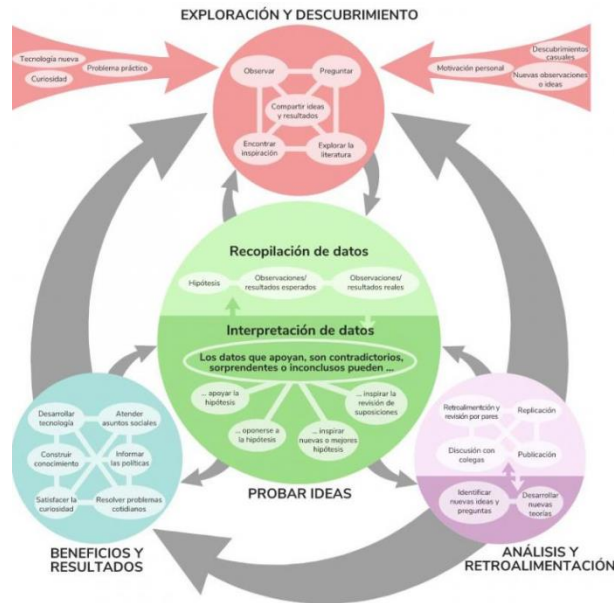 EXPLORACIÓN Y DESCUBRIMIENTO
Tecnología nueva
Problema práctico
Curiosidad
Descubrimientos
casuales
Motivación personal
Nuevas observaciones
o ideas
Observar
Preguntar
Compartir ideas
y resultados
Encontrar
inspiración
Explorar la
literatura
Recopilación de datos
Hipótesis
Observaciones/
resultados esperados
Observaciones/
resultados reales
Interpretación de datos
Los datos que apoyan, son contradictorios,
sorprendentes o inconclusos pueden ...
... apoyar la
hipótesis
... oponerse a
la hipótesis
... inspirar
nuevas o mejores
hipótesis
... inspirar la
revisión de
suposiciones
PROBAR IDEAS
Desarrollar
tecnología
Atender
asuntos sociales
Construir
conocimiento
Informar
las políticas
Satisfacer la
curiosidad
Resolver problemas
cotidianos
BENEFICIOS Y
RESULTADOS
Retroalimentación y
revisión por pares
Replicación
Discusión con
colegas
Publicación
Identificar
nuevas ideas y
preguntas
Desarrollar
nuevas
teorías
ANÁLISIS Y
RETROALIMENTACIÓN